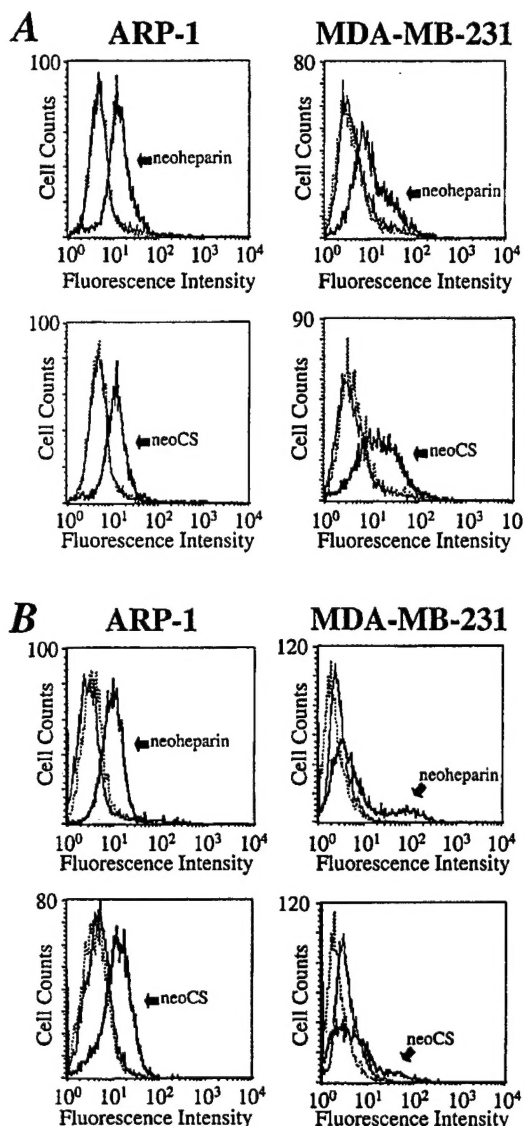 A
ARP-1
MDA-MB-231
100
Cell Counts
neoheparin
10⁰ 10¹ 10² 10³ 10⁴
Fluorescence Intensity
80
Cell Counts
neoheparin
10⁰ 10¹ 10² 10³ 10⁴
Fluorescence Intensity
100
Cell Counts
neoCS
10⁰ 10¹ 10² 10³ 10⁴
Fluorescence Intensity
90
Cell Counts
neoCS
10⁰ 10¹ 10² 10³ 10
Fluorescence Intensity
B
ARP-1
MDA-MB-231
100
Cell Counts
neoheparin
10⁰ 10¹ 10² 10³ 10⁴
Fluorescence Intensity
120
Cell Counts
neoheparin
10⁰ 10¹ 10² 10³ 10⁴
Fluorescence Intensity
80
Cell Counts
neoCS
10⁰ 10¹ 10² 10³ 10⁴
Fluorescence Intensity
120
Cell Counts
neoCS
10⁰ 10¹ 10² 10³ 10⁴
Fluorescence Intensity